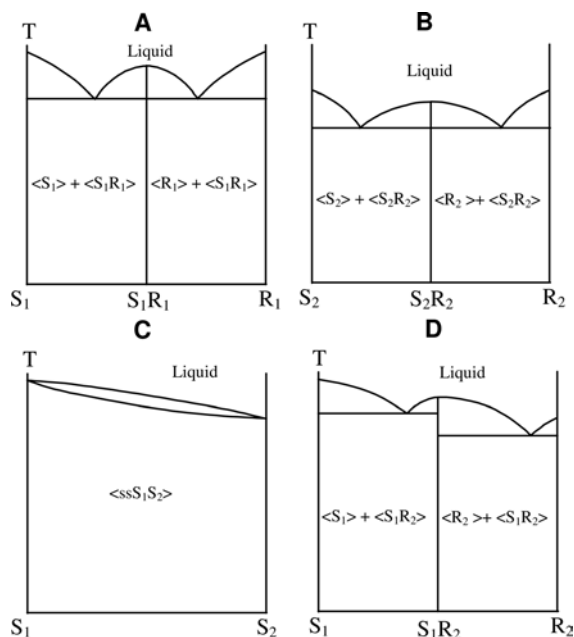 A
T
Liquid
<S₁> + <S₁R₁>
<R₁> + <S₁R₁>
S₁
S₁R₁
R₁
B
T
Liquid
<S₂> + <S₂R₂>
<R₂ >+ <S₂R₂>
S₂
S₂R₂
R₂
C
T
Liquid
<ssS₁S₂>
S₁
S₂
D
T
Liquid
<S₁> + <S₁R₂>
<R₂ >+ <S₁R₂>
S₁
S₁R₂
R₂